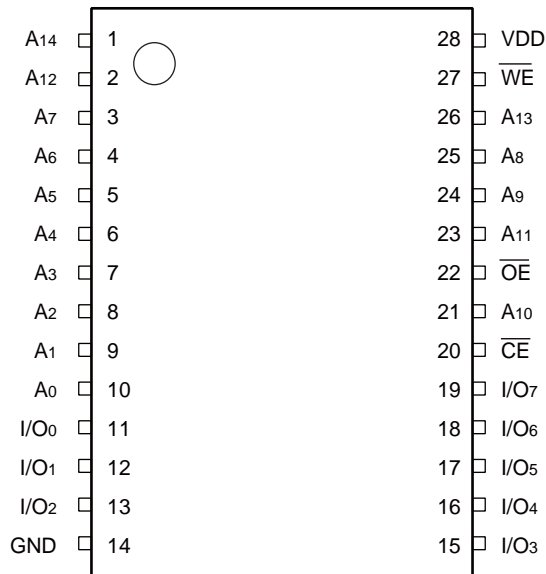 A14 1 28 VDD
A12 2 27 WE
A7 3 26 A13
A6 4 25 A8
A5 5 24 A9
A4 6 23 A11
A3 7 22 OE
A2 8 21 A10
A1 9 20 CE
A0 10 19 I/O7
I/O0 11 18 I/O6
I/O1 12 17 I/O5
I/O2 13 16 I/O4
GND 14 15 I/O3